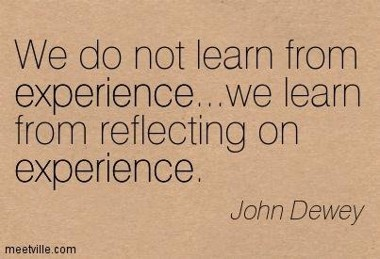 We do not learn from
experience...we learn
from reflecting on
experience.
John Dewey
meetville.com